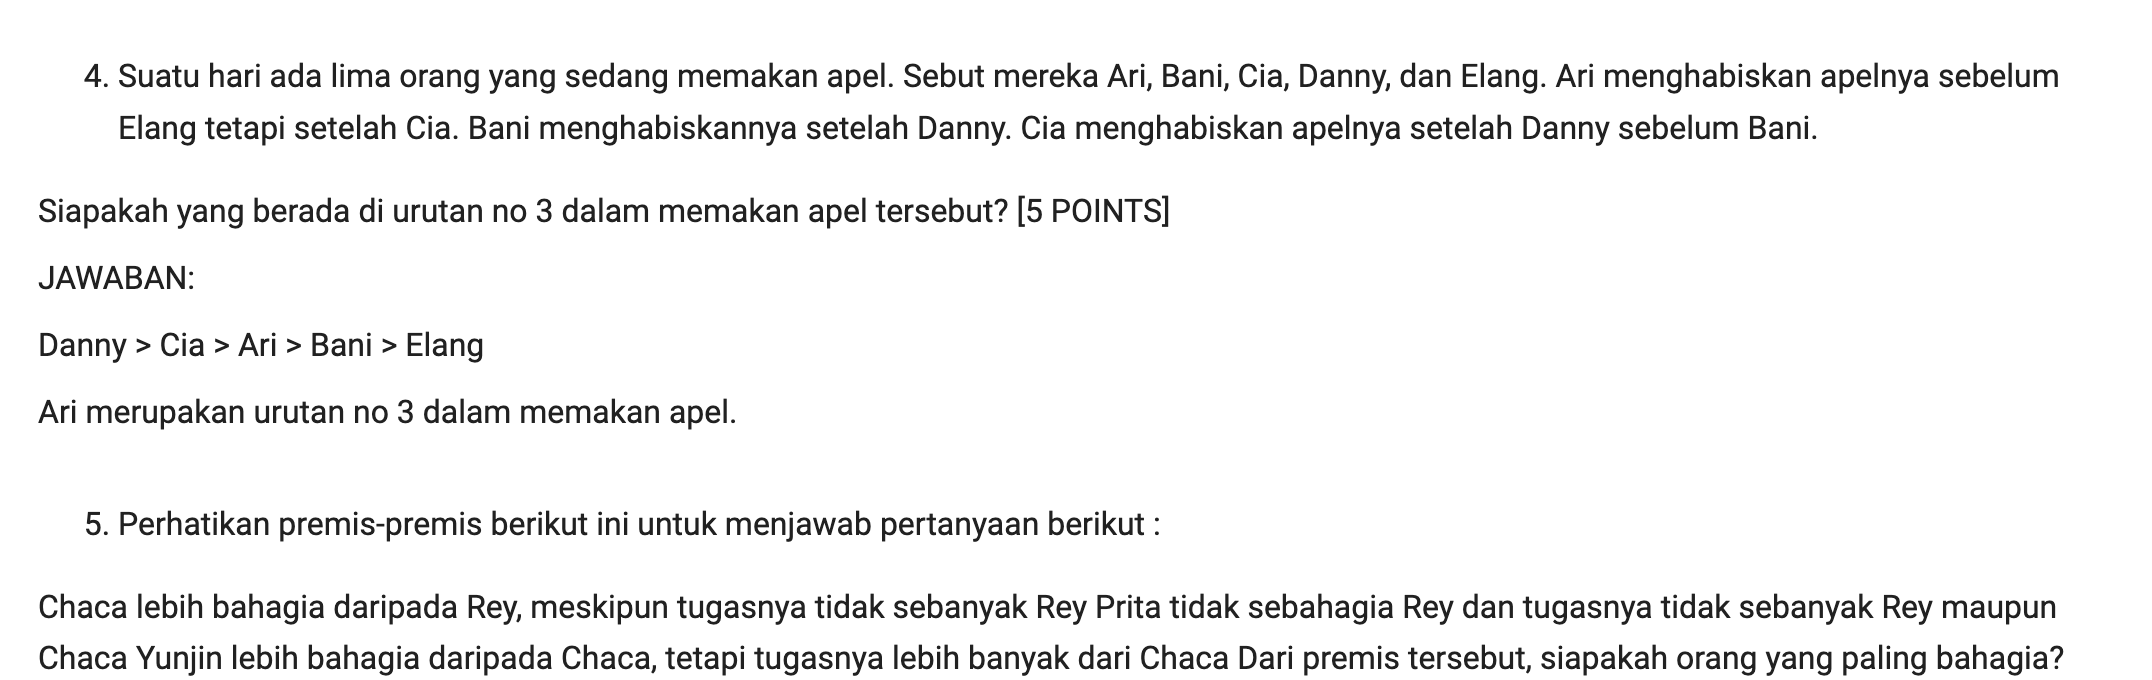 4. Suatu hari ada lima orang yang sedang memakan apel. Sebut mereka Ari, Bani, Cia, Danny, dan Elang. Ari menghabiskan apelnya sebelum
Elang tetapi setelah Cia. Bani menghabiskannya setelah Danny. Cia menghabiskan apelnya setelah Danny sebelum Bani.
Siapakah yang berada di urutan no 3 dalam memakan apel tersebut? [5 POINTS]
JAWABAN:
Danny > Cia > Ari > Bani > Elang
Ari merupakan urutan no 3 dalam memakan apel.
5. Perhatikan premis-premis berikut ini untuk menjawab pertanyaan berikut :
Chaca lebih bahagia daripada Rey, meskipun tugasnya tidak sebanyak Rey Prita tidak sebahagia Rey dan tugasnya tidak sebanyak Rey maupun
Chaca Yunjin lebih bahagia daripada Chaca, tetapi tugasnya lebih banyak dari Chaca Dari premis tersebut, siapakah orang yang paling bahagia?